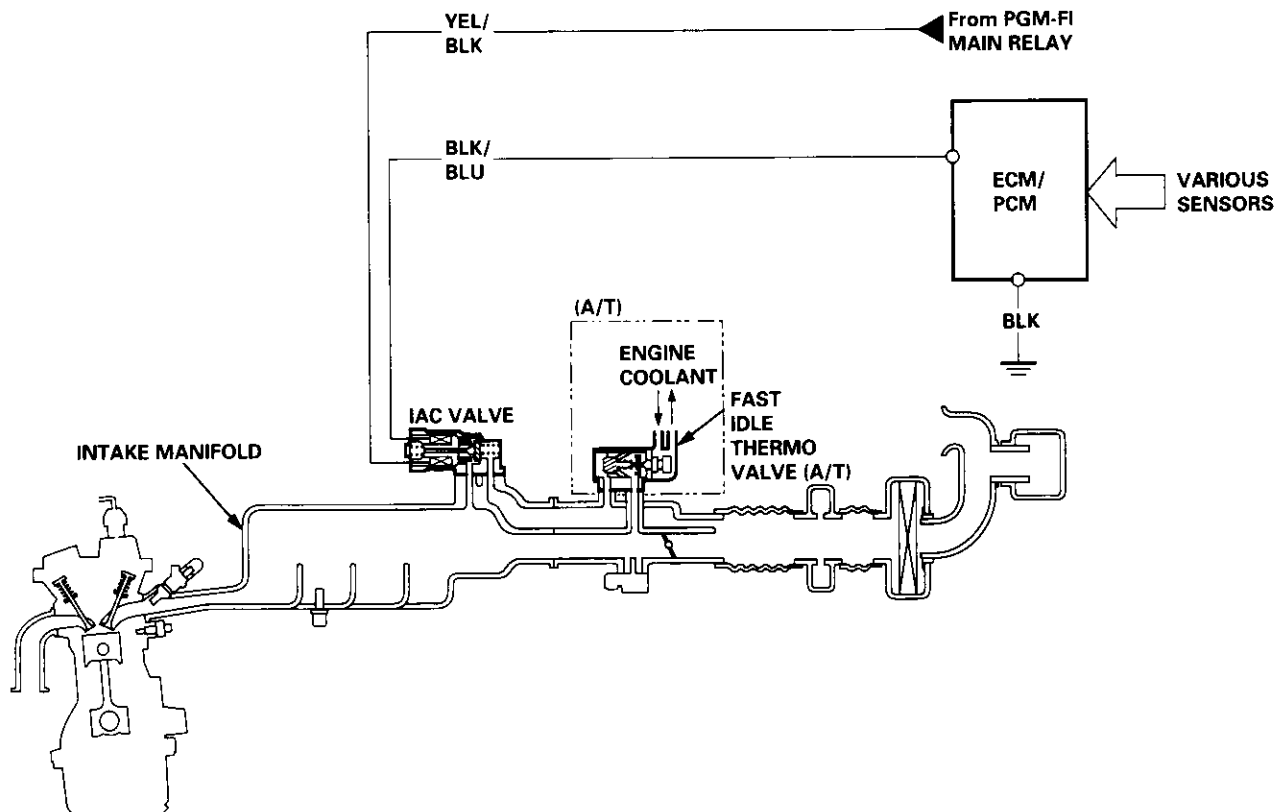 YEL/
BLK
From PGM-FI
MAIN RELAY
BLK/
BLU
ECM/
PCM
VARIOUS
SENSORS
BLK
(A/T)
ENGINE
COOLANT
FAST
IDLE
THERMO
VALVE (A/T)
IAC VALVE
INTAKE MANIFOLD